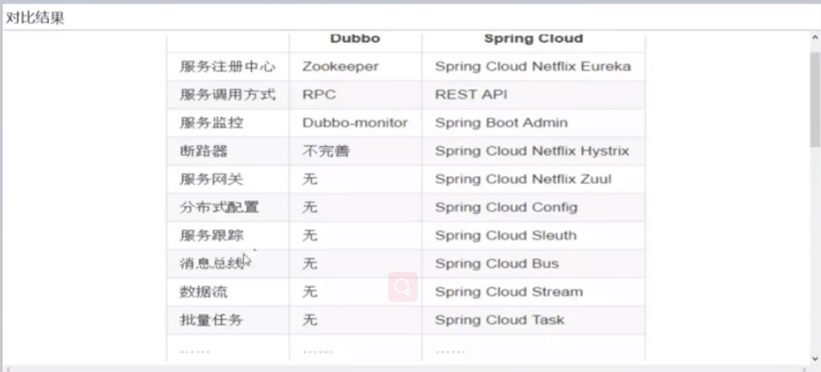 对比结果
Dubbo Spring Cloud
服务注册中心 Zookeeper Spring Cloud Netflix Eureka
服务调用方式 RPC REST API
服务监控 Dubbo-monitor Spring Boot Admin
断路器 不完善 Spring Cloud Netflix Hystrix
服务网关 无 Spring Cloud Netflix Zuul
分布式配置 无 Spring Cloud Config
服务跟踪 无 Spring Cloud Sleuth
消息总线 无 Spring Cloud Bus
数据流 无 Spring Cloud Stream
批量任务 无 Spring Cloud Task
…… …… ……